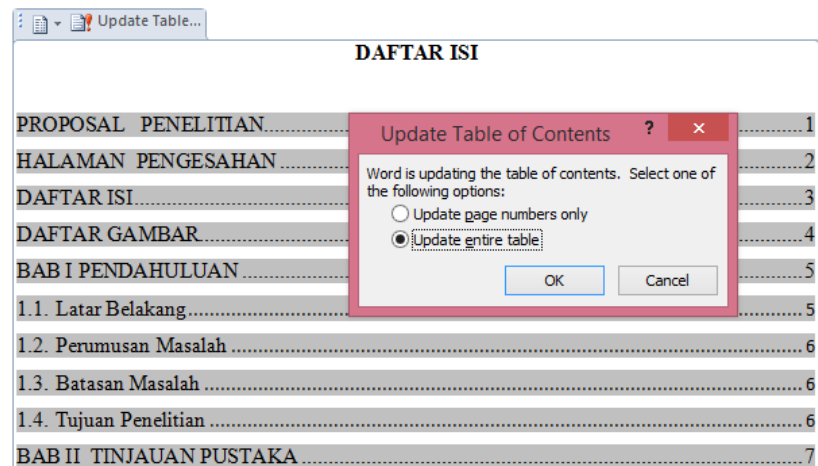 Update Table...
DAFTAR ISI
PROPOSAL PENELITIAN................ ............1
HALAMAN PENGESAHAN ............. ............2
DAFTAR ISI..................................... ............3
DAFTAR GAMBAR.......................... ............4
BAB I PENDAHULUAN ................... ............5
1.1. Latar Belakang............................ ............ 5
1.2. Perumusan Masalah ........................................ 6
1.3. Batasan Masalah ........................................ 6
1.4. Tujuan Penelitian ........................................ 6
BAB II TINJAUAN PUSTAKA ........................................7
Update Table of Contents ? ×
Word is updating the table of contents. Select one of
the following options:
Update page numbers only
Update entire table
OK Cancel